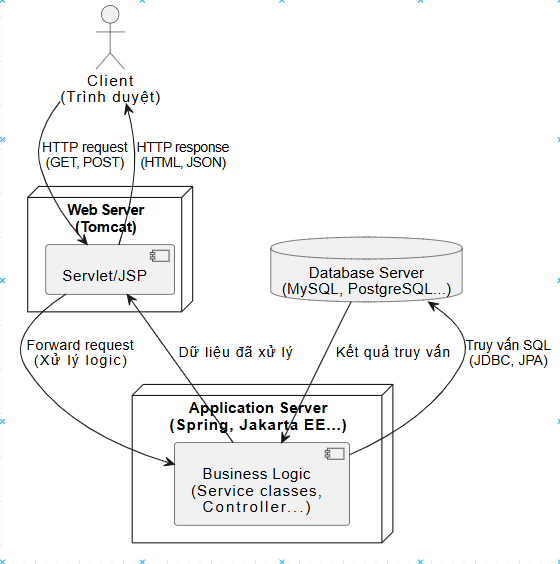 Client
(Trình duyệt)
HTTP request
(GET, POST)
HTTP response
(HTML, JSON)
Web Server
(Tomcat)
Servlet/JSP
Database Server
(MySQL, PostgreSQL...)
Forward request
(Xử lý logic)
Dữ liệu đã xử lý
Kết quả truy vấn
Truy vấn SQL
(JDBC, JPA)
Application Server
(Spring, Jakarta EE...)
Business Logic
(Service classes,
Controller...)